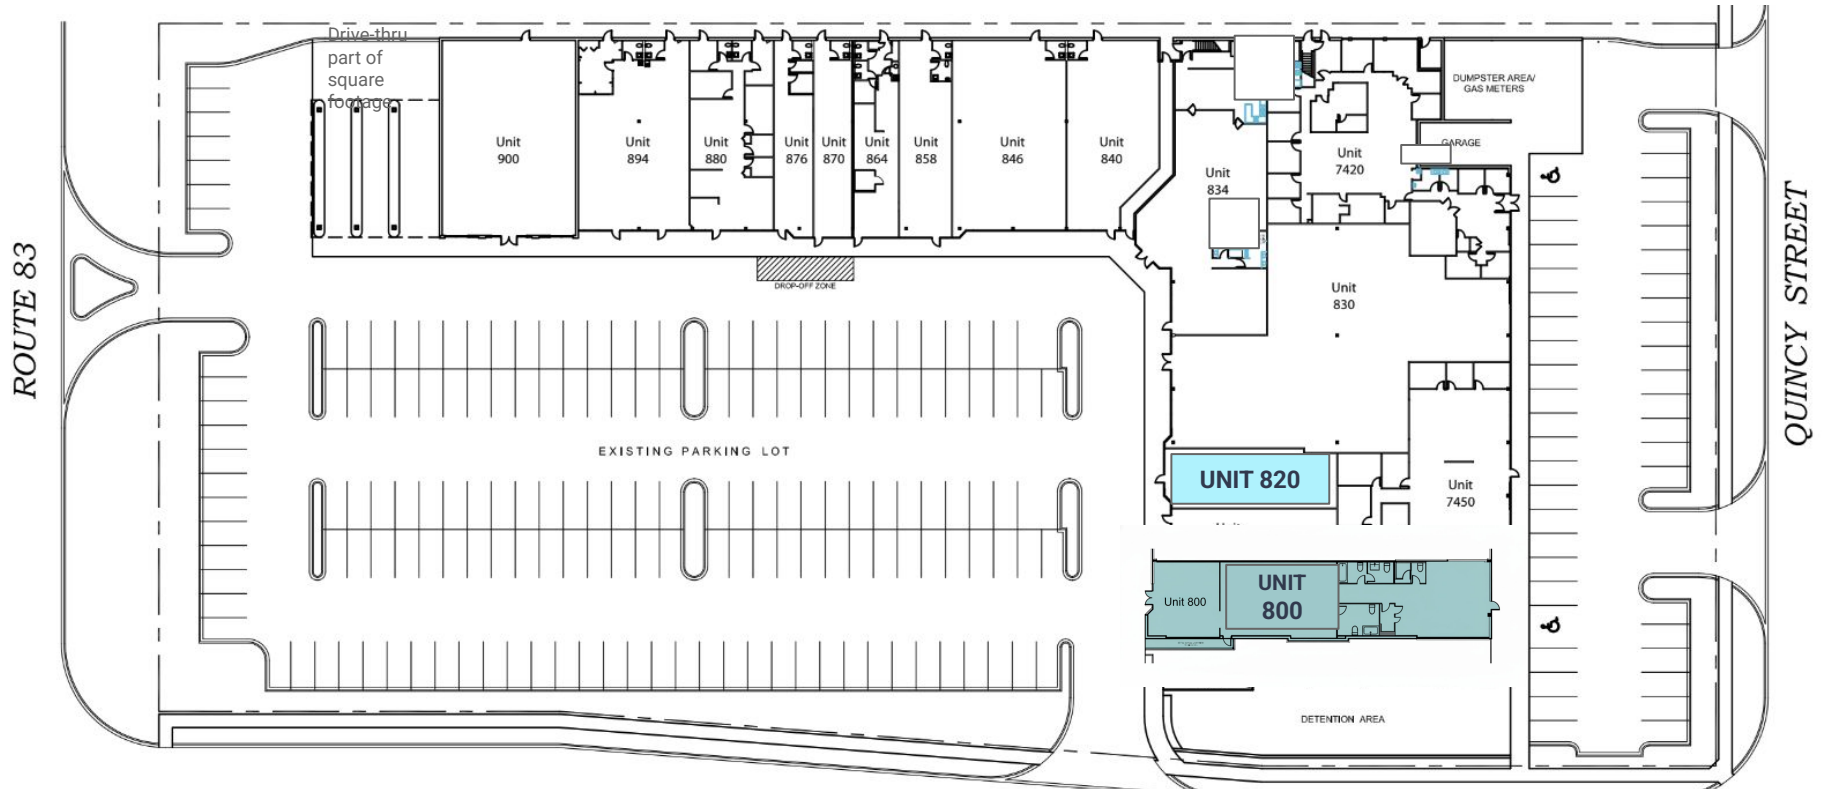 Drive-thru
part of
square
footage
DUMPSTER AREA/
GAS METERS
GARAGE
Unit
900
Unit
894
Unit
880
Unit
876
Unit
870
Unit
864
Unit
858
Unit
846
Unit
840
Unit
834
Unit
7420
ROUTE 83
QUINCY STREET
DROP-OFF ZONE
Unit
830
EXISTING PARKING LOT
UNIT 820
Unit
7450
Unit 800
UNIT
800
DETENTION AREA